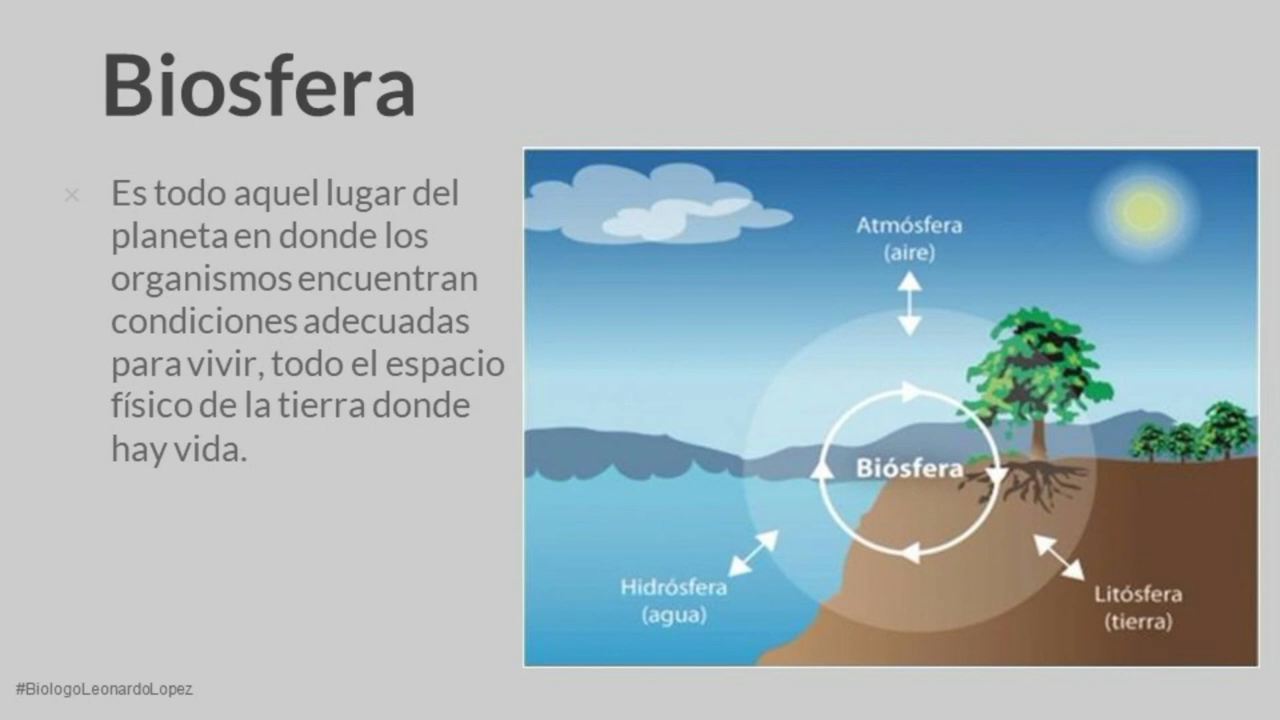 Biosfera
× Es todo aquel lugar del
planeta en donde los
organismos encuentran
condiciones adecuadas
para vivir, todo el espacio
físico de la tierra donde
hay vida.
Atmósfera
(aire)
Biósfera
Hidrósfera
(agua)
Litósfera
(tierra)
#BiologoLeonardoLopez